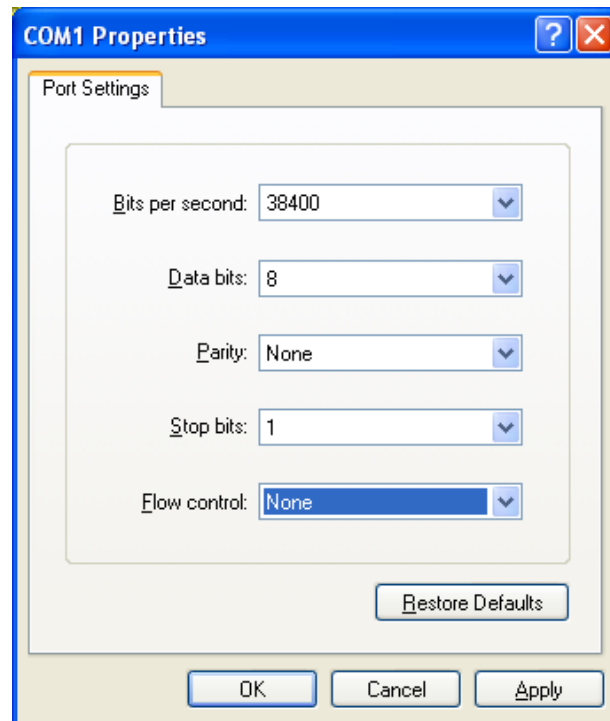 COM1 Properties
Port Settings
Bits per second: 38400
Data bits: 8
Parity: None
Stop bits: 1
Flow control: None
Restore Defaults
OK Cancel Apply